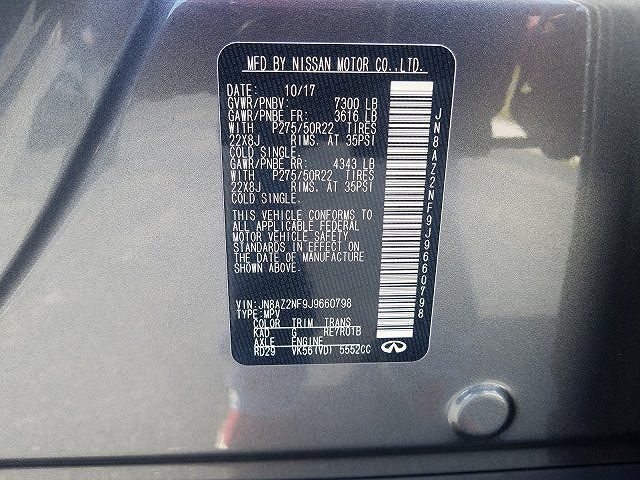 MFD BY NISSAN MOTOR CO.,LTD.
DATE: 10/17
GVWR/PNBV: 7300 LB
GAWR/PNBE FR: 3616 LB
WITH P275/50R22 TIRES
22X8J RIMS. AT 35PSI
COLD SINGLE.
GAWR/PNBE RR: 4343 LB
WITH P275/50R22 TIRES
22X8J RIMS. AT 35PSI
COLD SINGLE.
THIS VEHICLE CONFORMS TO
ALL APPLICABLE FEDERAL
MOTOR VEHICLE SAFETY
STANDARDS IN EFFECT ON
THE DATE OF MANUFACTURE
SHOWN ABOVE.
VIN:JN8AZ2NF9J9660798
TYPE:MPV
COLOR TRIM TRANS
KAD G RE7R01B
AXLE ENGINE
RD29 VK56(VD) 5552CC
JN8AZ2NF9J9660798